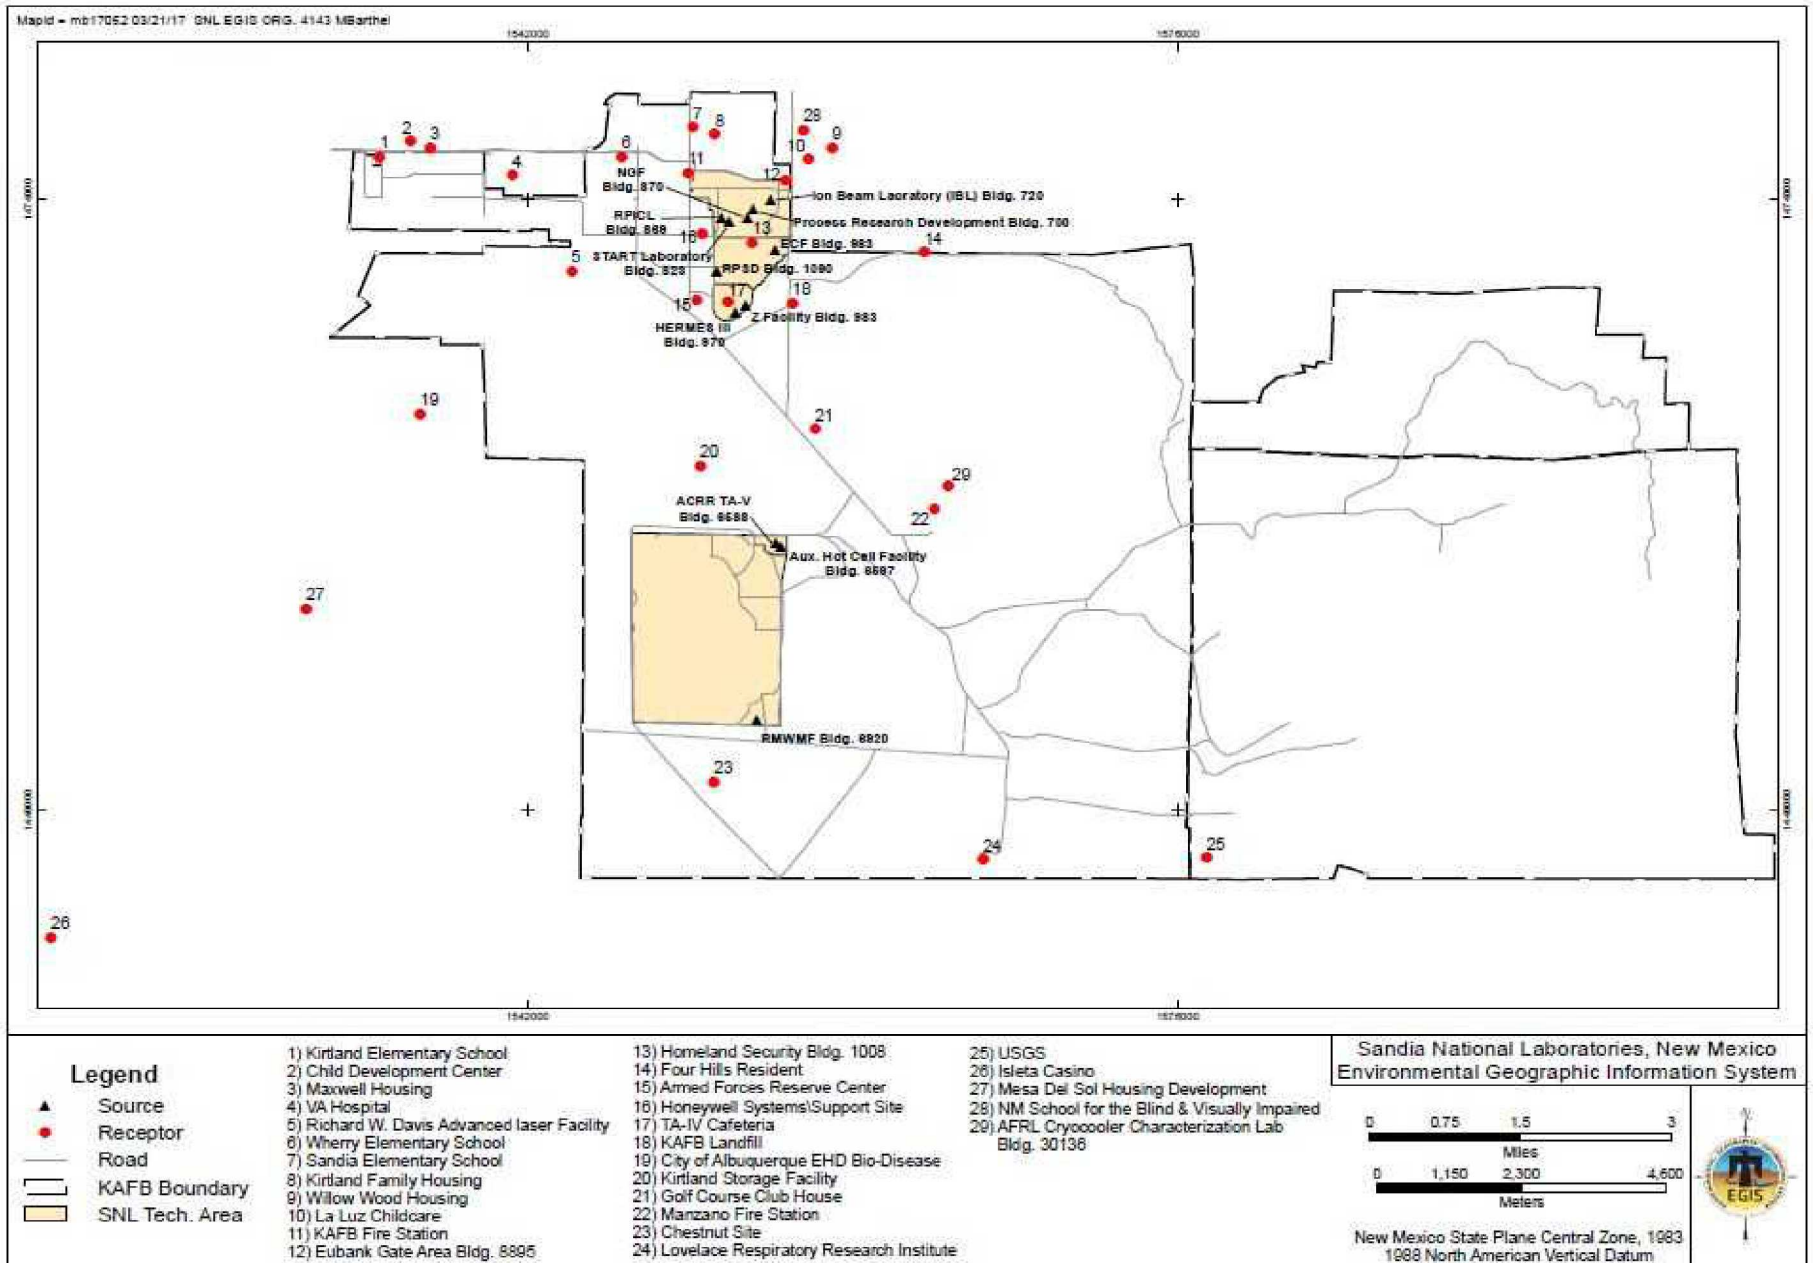 MapId = mb17052 03/21/17 SNL EGIS ORG. 4143 MBarthel
1542000
1576000
1474000
1474000
1
2
3
4
5
6
7
8
28
9
10
11
12
NGF
Bldg. 870
Ion Beam Laoratory (IBL) Bldg. 720
Process Research Development Bldg. 700
RPICL
Bldg. 869
13
16
ECF Bldg. 983
14
START Laboratory
Bldg. 823
RPSD Bldg. 1090
15
17
18
Z Facility Bldg. 983
HERMES III
Bldg. 970
19
21
20
29
22
ACRR TA-V
Bldg. 6588
Aux. Hot Cell Facility
Bldg. 6597
27
RMWMF Bldg. 6920
23
24
25
26
1542000
1576000
Legend
Source
Receptor
Road
KAFB Boundary
SNL Tech. Area
1) Kirtland Elementary School
2) Child Development Center
3) Maxwell Housing
4) VA Hospital
5) Richard W. Davis Advanced laser Facility
6) Wherry Elementary School
7) Sandia Elementary School
8) Kirtland Family Housing
9) Willow Wood Housing
10) La Luz Childcare
11) KAFB Fire Station
12) Eubank Gate Area Bldg. 8895
13) Homeland Security Bldg. 1008
14) Four Hills Resident
15) Armed Forces Reserve Center
16) Honeywell Systems\Support Site
17) TA-IV Cafeteria
18) KAFB Landfill
19) City of Albuquerque EHD Bio-Disease
20) Kirtland Storage Facility
21) Golf Course Club House
22) Manzano Fire Station
23) Chestnut Site
24) Lovelace Respiratory Research Institute
25) USGS
26) Isleta Casino
27) Mesa Del Sol Housing Development
28) NM School for the Blind & Visually Impaired
29) AFRL Cryocooler Characterization Lab
Bldg. 30136
Sandia National Laboratories, New Mexico
Environmental Geographic Information System
0 0.75 1.5 3
Miles
0 1,150 2,300 4,600
Meters
New Mexico State Plane Central Zone, 1983
1988 North American Vertical Datum
EGIS